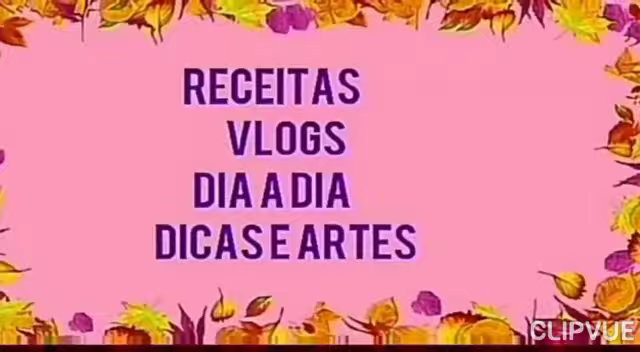 RECEITAS
VLOGS
DIA A DIA
DICAS E ARTES
CLIPVUE